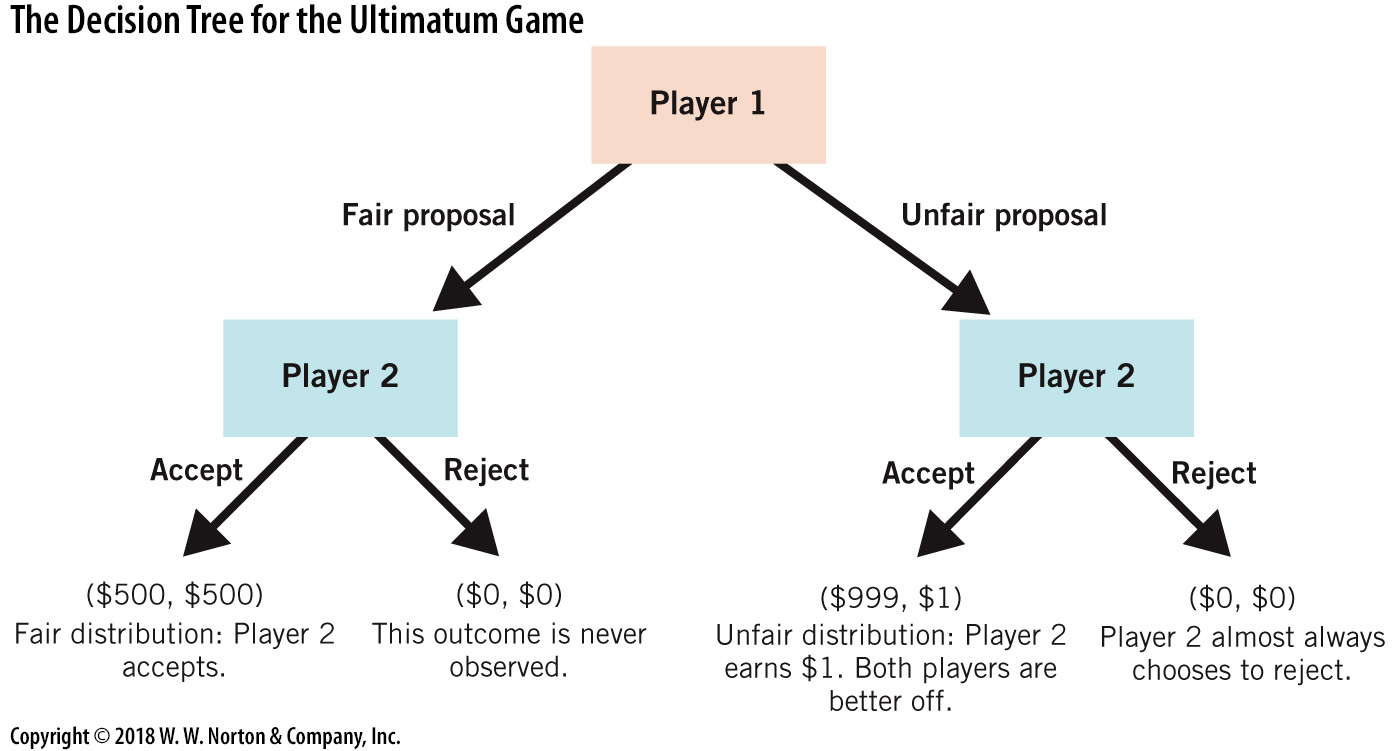 The Decision Tree for the Ultimatum Game
Player 1
Fair proposal
Unfair proposal
Player 2
Player 2
Accept
Reject
Accept
Reject
($500, $500)
Fair distribution: Player 2
accepts.
($0, $0)
This outcome is never
observed.
($999, $1)
Unfair distribution: Player 2
earns $1. Both players are
better off.
($0, $0)
Player 2 almost always
chooses to reject.
Copyright © 2018 W. W. Norton & Company, Inc.